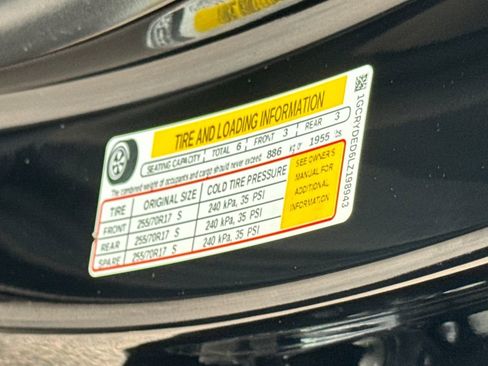 TIRE AND LOADING INFORMATION
SEATING CAPACITY TOTAL 6 FRONT 3 REAR 3
The combined weight of occupants and cargo should never exceed 886 kg or 1955 lbs
TIRE ORIGINAL SIZE COLD TIRE PRESSURE
FRONT 255/70R17 S 240 kPa, 35 PSI
REAR 255/70R17 S 240 kPa, 35 PSI
SPARE 255/70R17 S 240 kPa, 35 PSI
SEE OWNER'S
MANUAL FOR
ADDITIONAL
INFORMATION
1GCRYDED6LZ198943